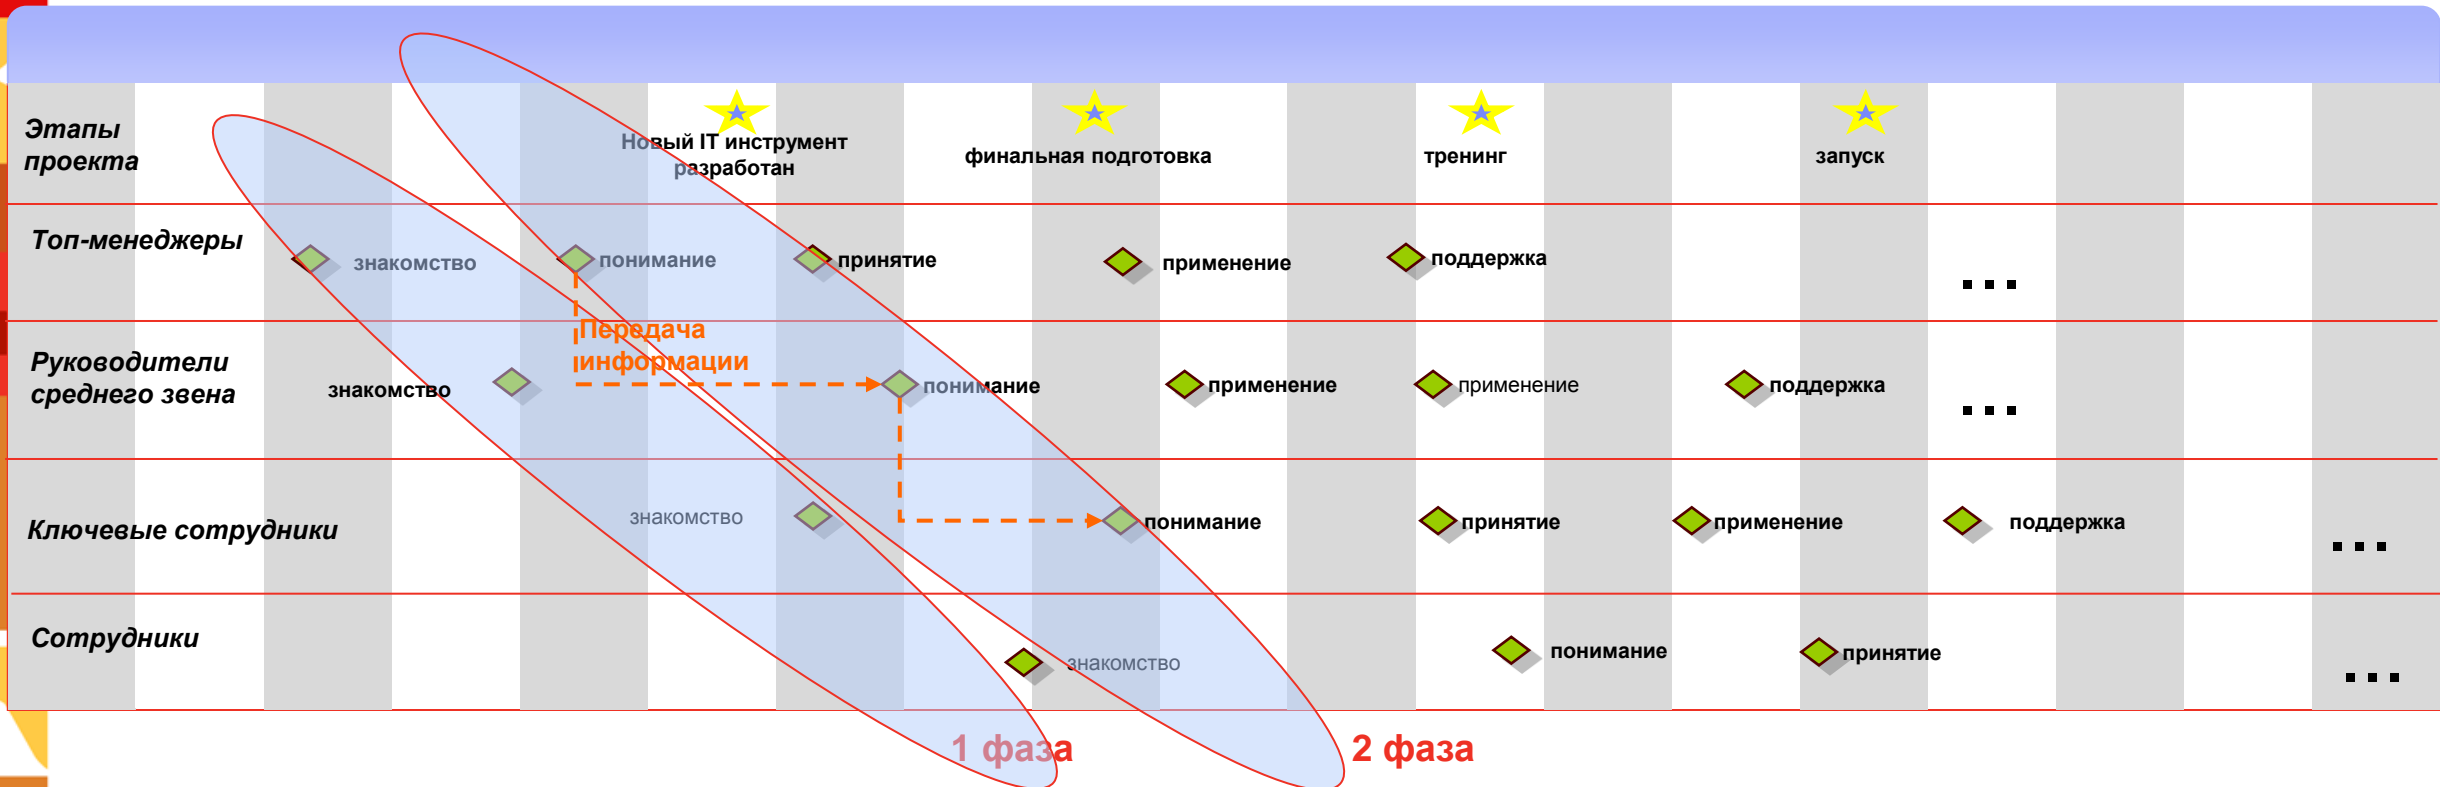 Этапы
проекта
Новый IT инструмент
разработан
финальная подготовка
тренинг
запуск
Топ-менеджеры
знакомство
понимание
принятие
применение
поддержка
...
Передача
информации
Руководители
среднего звена
знакомство
понимание
применение
применение
поддержка
...
Ключевые сотрудники
знакомство
понимание
принятие
применение
поддержка
...
Сотрудники
знакомство
понимание
принятие
...
1 фаза
2 фаза